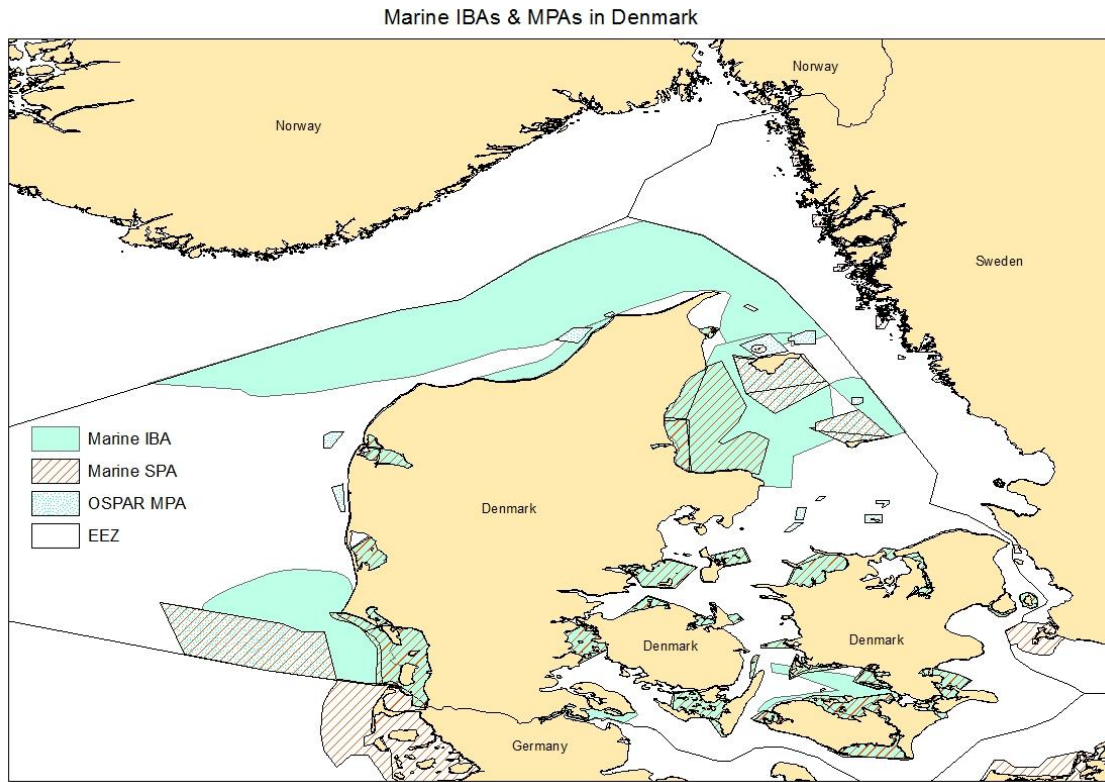 Marine IBAs & MPAs in Denmark
Norway
Norway
Sweden
Marine IBA
Marine SPA
OSPAR MPA
EEZ
Denmark
Denmark
Denmark
Germany